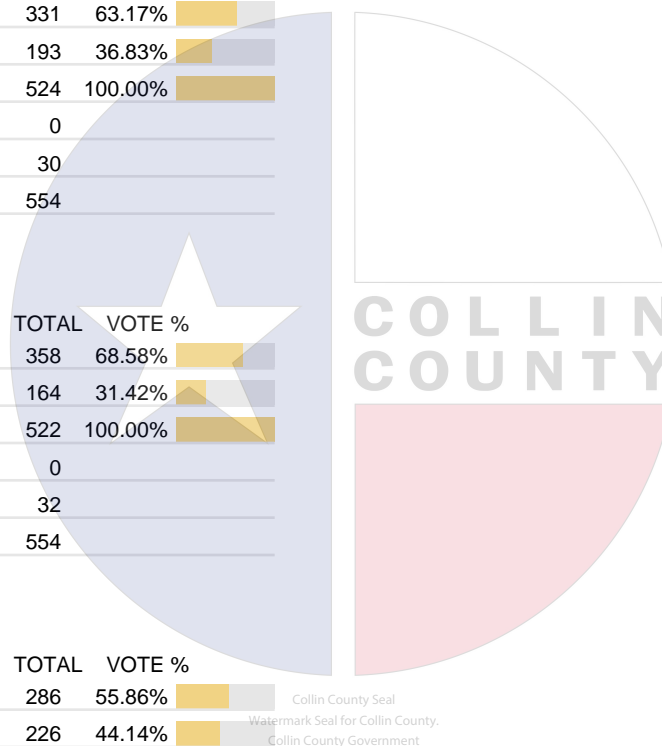 331 63.17%
193 36.83%
524 100.00%
0
30
554
TOTAL VOTE %
358 68.58%
164 31.42%
522 100.00%
0
32
554
TOTAL VOTE %
286 55.86%
226 44.14%
COLLIN
COUNTY
Collin County Seal
Watermark Seal for Collin County.
Collin County Government